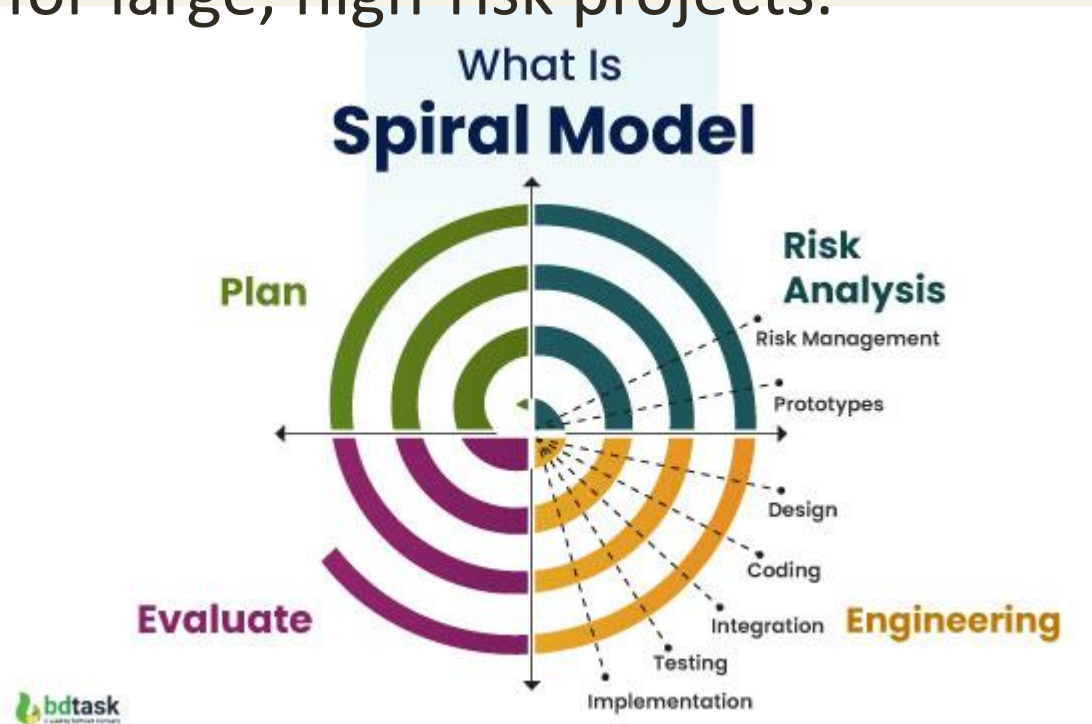 for large, high-risk projects.
What Is
Spiral Model
Plan
Risk
Analysis
Risk Management
Prototypes
Design
Coding
Integration
Testing
Implementation
Engineering
Evaluate
bdtask